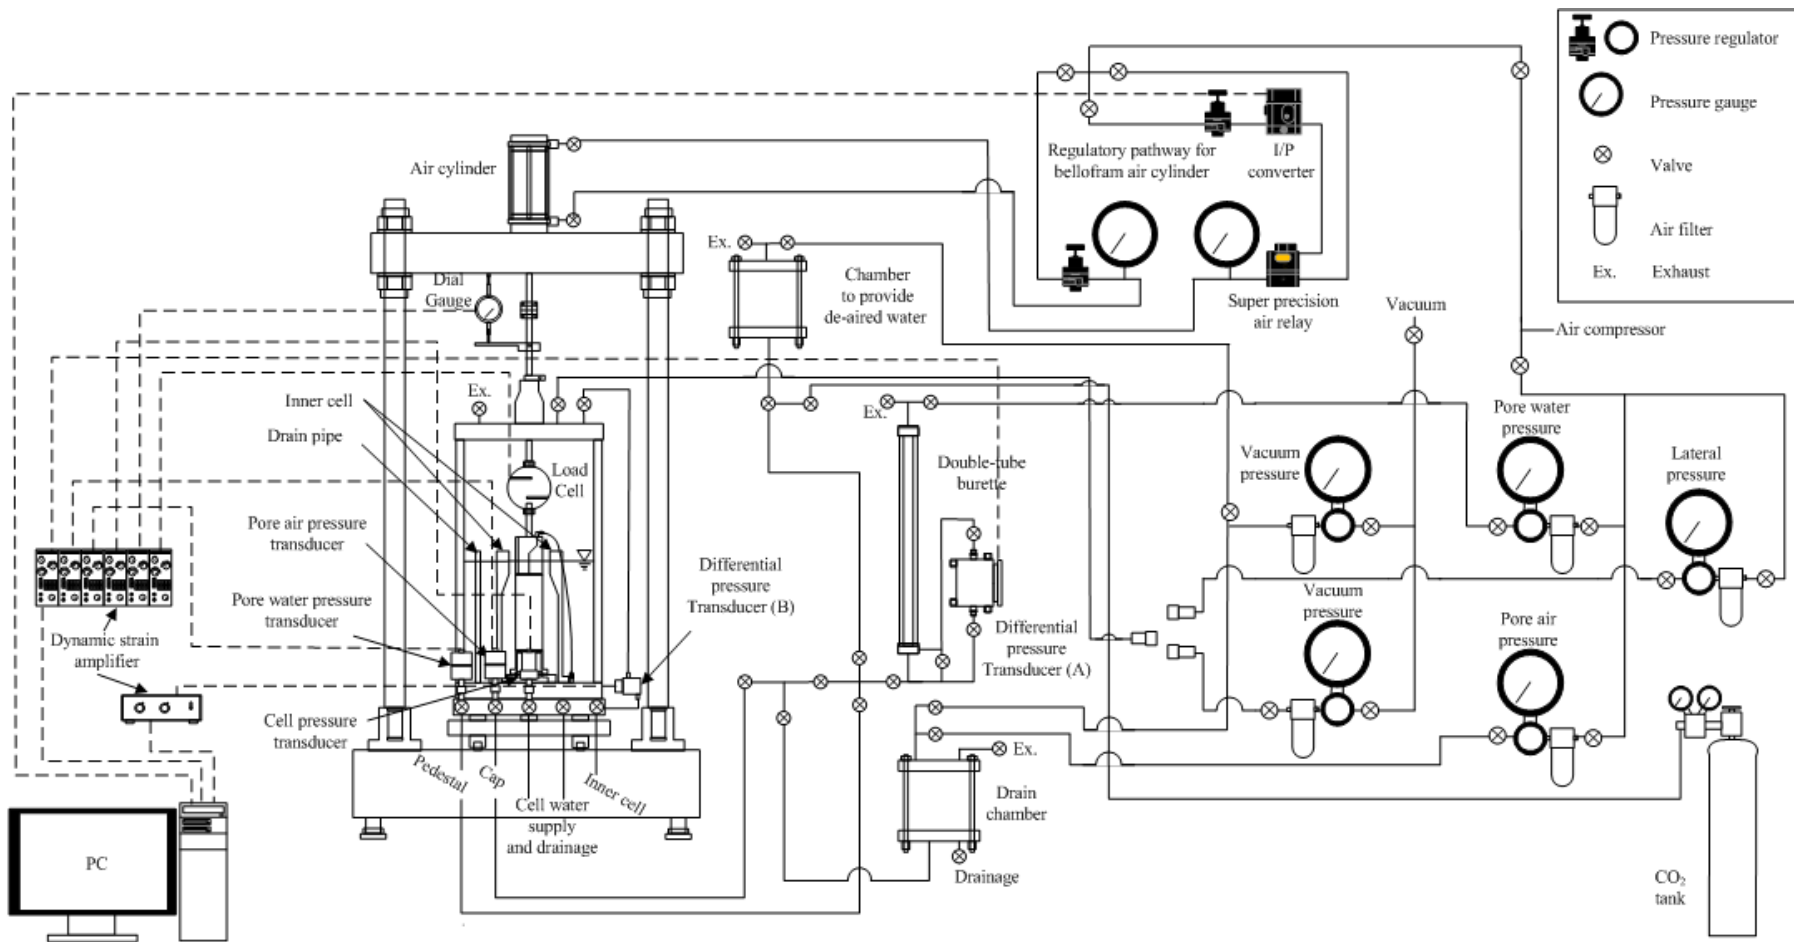 Pressure regulator
Pressure gauge
Valve
Air filter
Ex. Exhaust
Air cylinder
Regulatory pathway for
bellofram air cylinder
I/P
converter
Ex.
Chamber
to provide
de-aired water
Super precision
air relay
Vacuum
Air compressor
Dial
Gauge
Ex.
Inner cell
Drain pipe
Load
Cell
Ex.
Double-tube
burette
Vacuum
pressure
Pore water
pressure
Lateral
pressure
Pore air pressure
transducer
Pore water pressure
transducer
Differential
pressure
Transducer (B)
Dynamic strain
amplifier
Differential
pressure
Transducer (A)
Vacuum
pressure
Pore air
pressure
Cell pressure
transducer
Pedestal
Cap
Cell water
supply
and drainage
Inner cell
Ex.
Drain
chamber
Drainage
PC
CO₂
tank